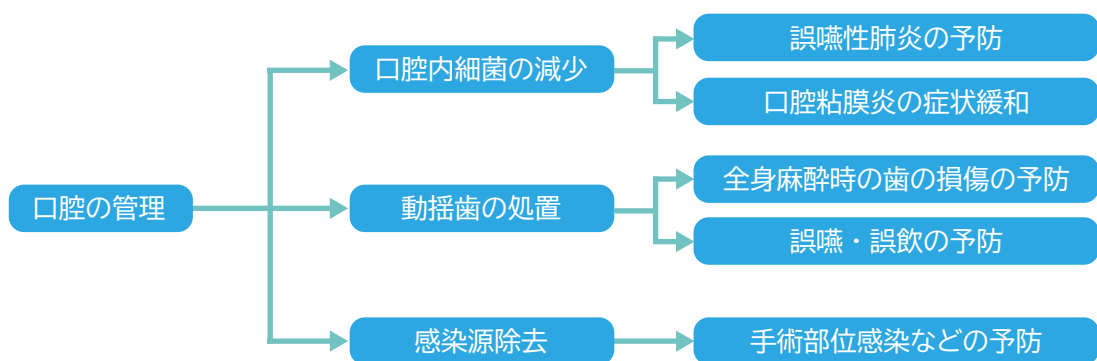 口腔の管理
口腔内細菌の減少
誤嚥性肺炎の予防
口腔粘膜炎の症状緩和
動揺歯の処置
全身麻酔時の歯の損傷の予防
誤嚥・誤飲の予防
感染源除去
手術部位感染などの予防